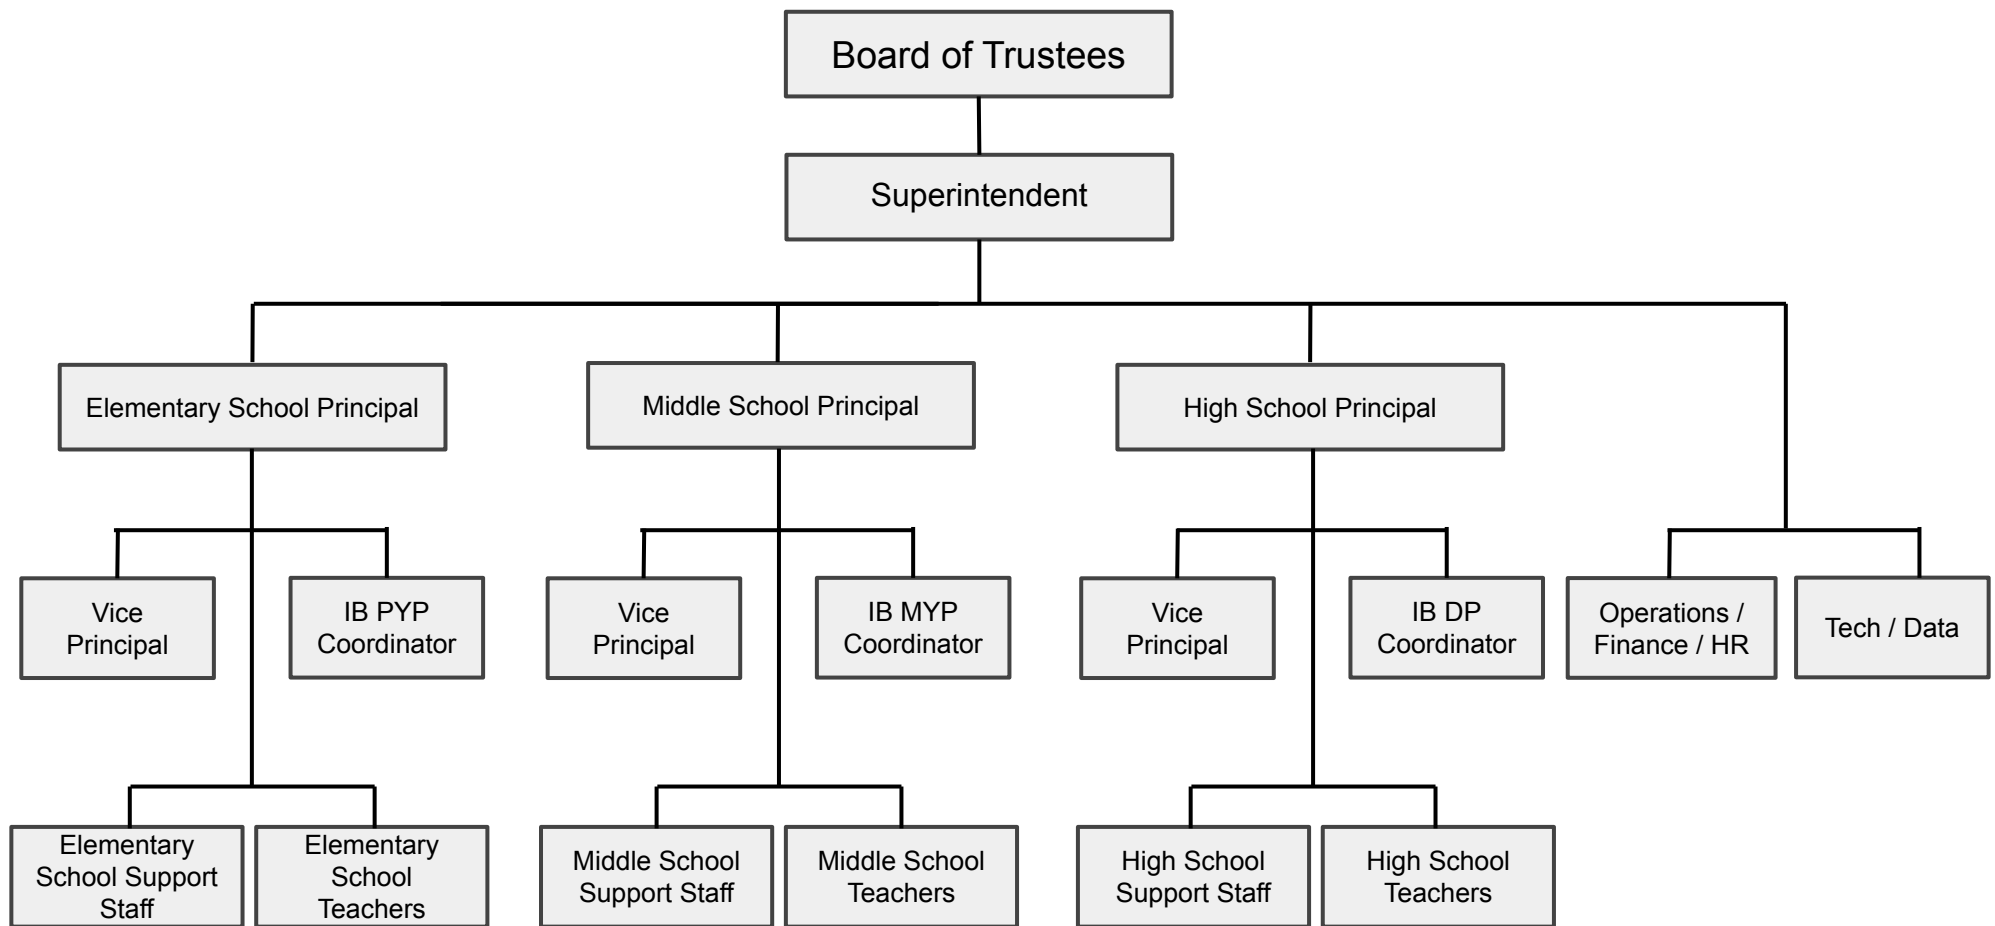 Board of Trustees
Superintendent
Elementary School Principal
Middle School Principal
High School Principal
Vice
Principal
IB PYP
Coordinator
Vice
Principal
IB MYP
Coordinator
Vice
Principal
IB DP
Coordinator
Operations /
Finance / HR
Tech / Data
Elementary
School Support
Staff
Elementary
School
Teachers
Middle School
Support Staff
Middle School
Teachers
High School
Support Staff
High School
Teachers